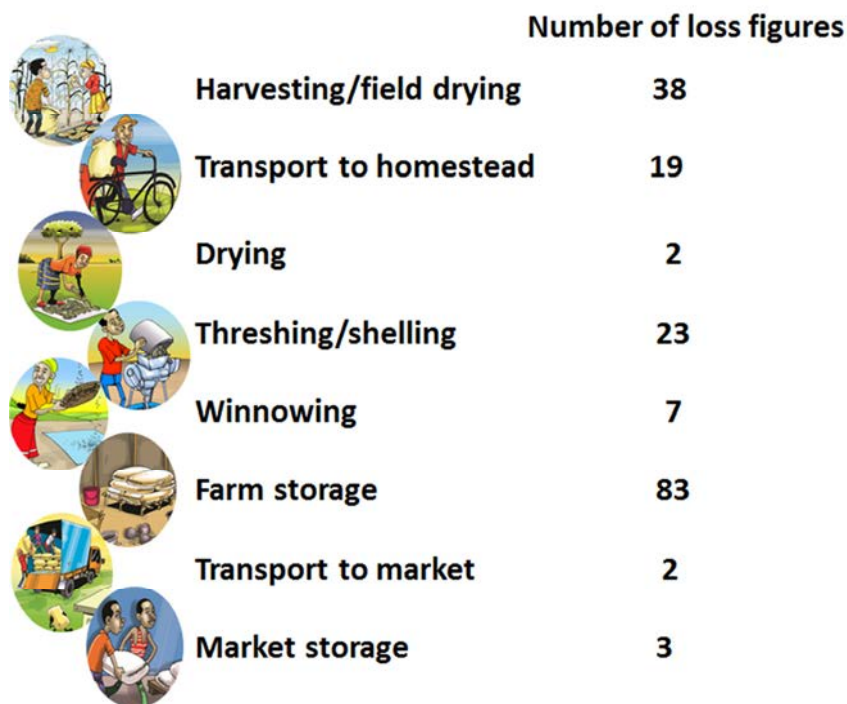 Number of loss figures
Harvesting/field drying 38
Transport to homestead 19
Drying 2
Threshing/shelling 23
Winnowing 7
Farm storage 83
Transport to market 2
Market storage 3